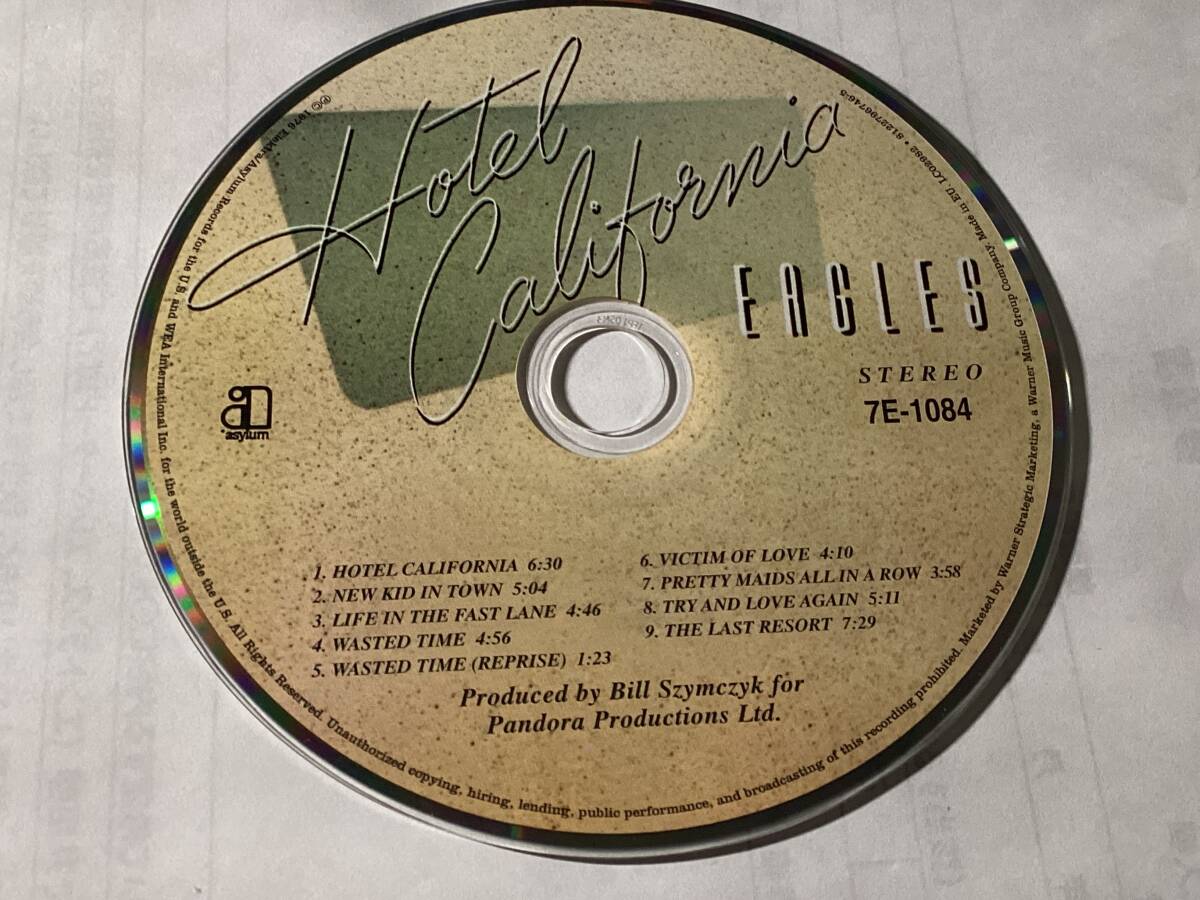 Hotel
California
EAGLES
STEREO
7E-1084
asylum
1. HOTEL CALIFORNIA 6:30
2. NEW KID IN TOWN 5:04
3. LIFE IN THE FAST LANE 4:46
4. WASTED TIME 4:56
5. WASTED TIME (REPRISE) 1:23
6. VICTIM OF LOVE 4:10
7. PRETTY MAIDS ALL IN A ROW 3:58
8. TRY AND LOVE AGAIN 5:11
9. THE LAST RESORT 7:29
Produced by Bill Szymczyk for
Pandora Productions Ltd.
℗© 1976 Elektra/Asylum Records for the U.S. and WEA International Inc. for the world outside the U.S. All Rights Reserved. Unauthorized copying, hiring, lending, public performance, and broadcasting of this recording prohibited. Marketed by Warner Strategic Marketing, a Warner Music Group Company. Made in EU. LC02982 • 8122796746-5